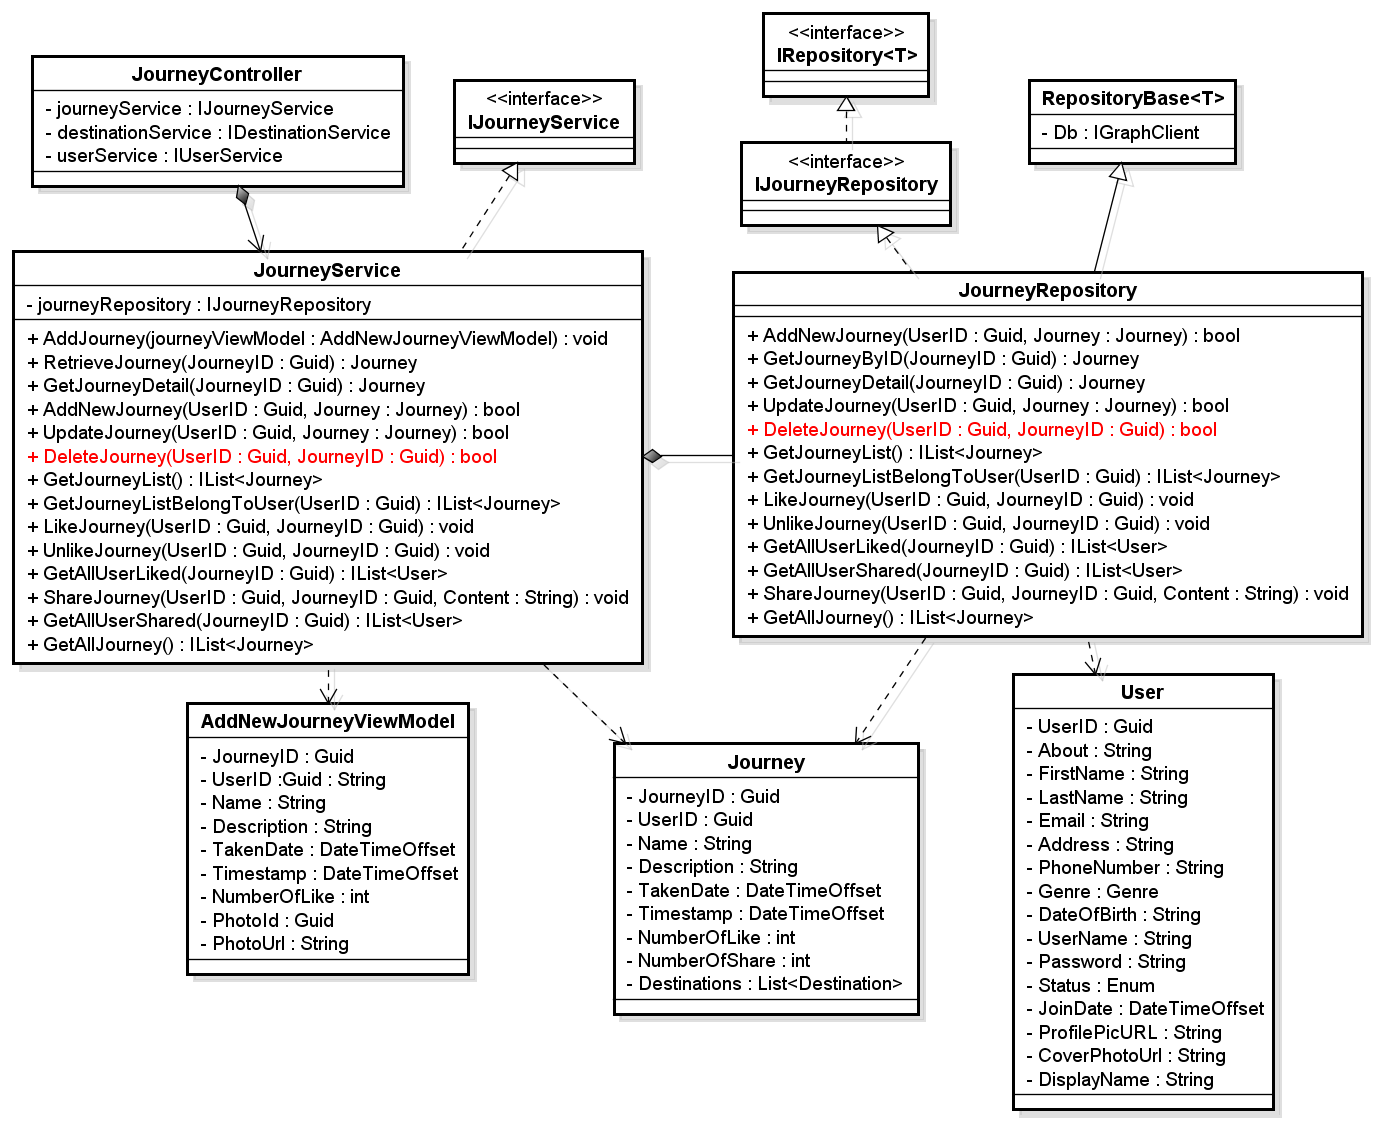 JourneyController
- journeyService : IJourneyService
- destinationService : IDestinationService
- userService : IUserService
<<interface>>
IJourneyService
<<interface>>
IRepository<T>
<<interface>>
IJourneyRepository
RepositoryBase<T>
- Db : IGraphClient
JourneyService
- journeyRepository : IJourneyRepository
+ AddJourney(journeyViewModel : AddNewJourneyViewModel) : void
+ RetrieveJourney(JourneyID : Guid) : Journey
+ GetJourneyDetail(JourneyID : Guid) : Journey
+ AddNewJourney(UserID : Guid, Journey : Journey) : bool
+ UpdateJourney(UserID : Guid, Journey : Journey) : bool
+ DeleteJourney(UserID : Guid, JourneyID : Guid) : bool
+ GetJourneyList() : IList<Journey>
+ GetJourneyListBelongToUser(UserID : Guid) : IList<Journey>
+ LikeJourney(UserID : Guid, JourneyID : Guid) : void
+ UnlikeJourney(UserID : Guid, JourneyID : Guid) : void
+ GetAllUserLiked(JourneyID : Guid) : IList<User>
+ ShareJourney(UserID : Guid, JourneyID : Guid, Content : String) : void
+ GetAllUserShared(JourneyID : Guid) : IList<User>
+ GetAllJourney() : IList<Journey>
JourneyRepository
+ AddNewJourney(UserID : Guid, Journey : Journey) : bool
+ GetJourneyByID(JourneyID : Guid) : Journey
+ GetJourneyDetail(JourneyID : Guid) : Journey
+ UpdateJourney(UserID : Guid, Journey : Journey) : bool
+ DeleteJourney(UserID : Guid, JourneyID : Guid) : bool
+ GetJourneyList() : IList<Journey>
+ GetJourneyListBelongToUser(UserID : Guid) : IList<Journey>
+ LikeJourney(UserID : Guid, JourneyID : Guid) : void
+ UnlikeJourney(UserID : Guid, JourneyID : Guid) : void
+ GetAllUserLiked(JourneyID : Guid) : IList<User>
+ GetAllUserShared(JourneyID : Guid) : IList<User>
+ ShareJourney(UserID : Guid, JourneyID : Guid, Content : String) : void
+ GetAllJourney() : IList<Journey>
AddNewJourneyViewModel
- JourneyID : Guid
- UserID :Guid : String
- Name : String
- Description : String
- TakenDate : DateTimeOffset
- Timestamp : DateTimeOffset
- NumberOfLike : int
- PhotoId : Guid
- PhotoUrl : String
Journey
- JourneyID : Guid
- UserID : Guid
- Name : String
- Description : String
- TakenDate : DateTimeOffset
- Timestamp : DateTimeOffset
- NumberOfLike : int
- NumberOfShare : int
- Destinations : List<Destination>
User
- UserID : Guid
- About : String
- FirstName : String
- LastName : String
- Email : String
- Address : String
- PhoneNumber : String
- Genre : Genre
- DateOfBirth : String
- UserName : String
- Password : String
- Status : Enum
- JoinDate : DateTimeOffset
- ProfilePicURL : String
- CoverPhotoUrl : String
- DisplayName : String